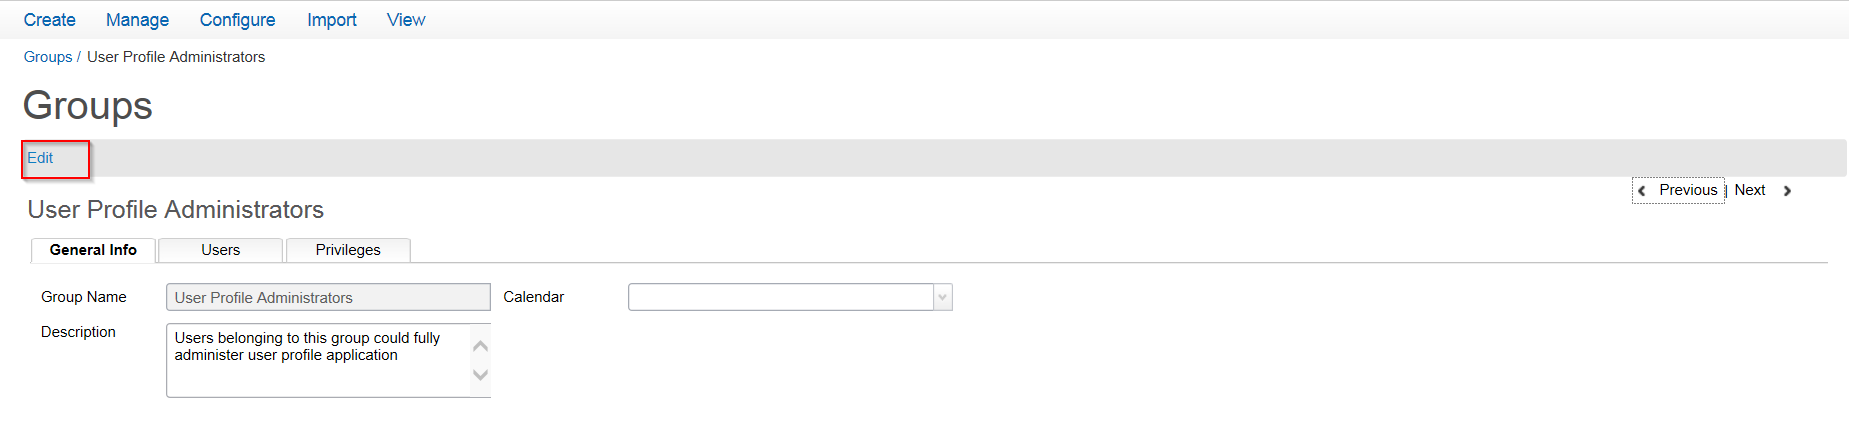 Create Manage Configure Import View
Groups / User Profile Administrators
Groups
Edit
Previous | Next
User Profile Administrators
General Info Users Privileges
Group Name User Profile Administrators Calendar
Description
Users belonging to this group could fully
administer user profile application